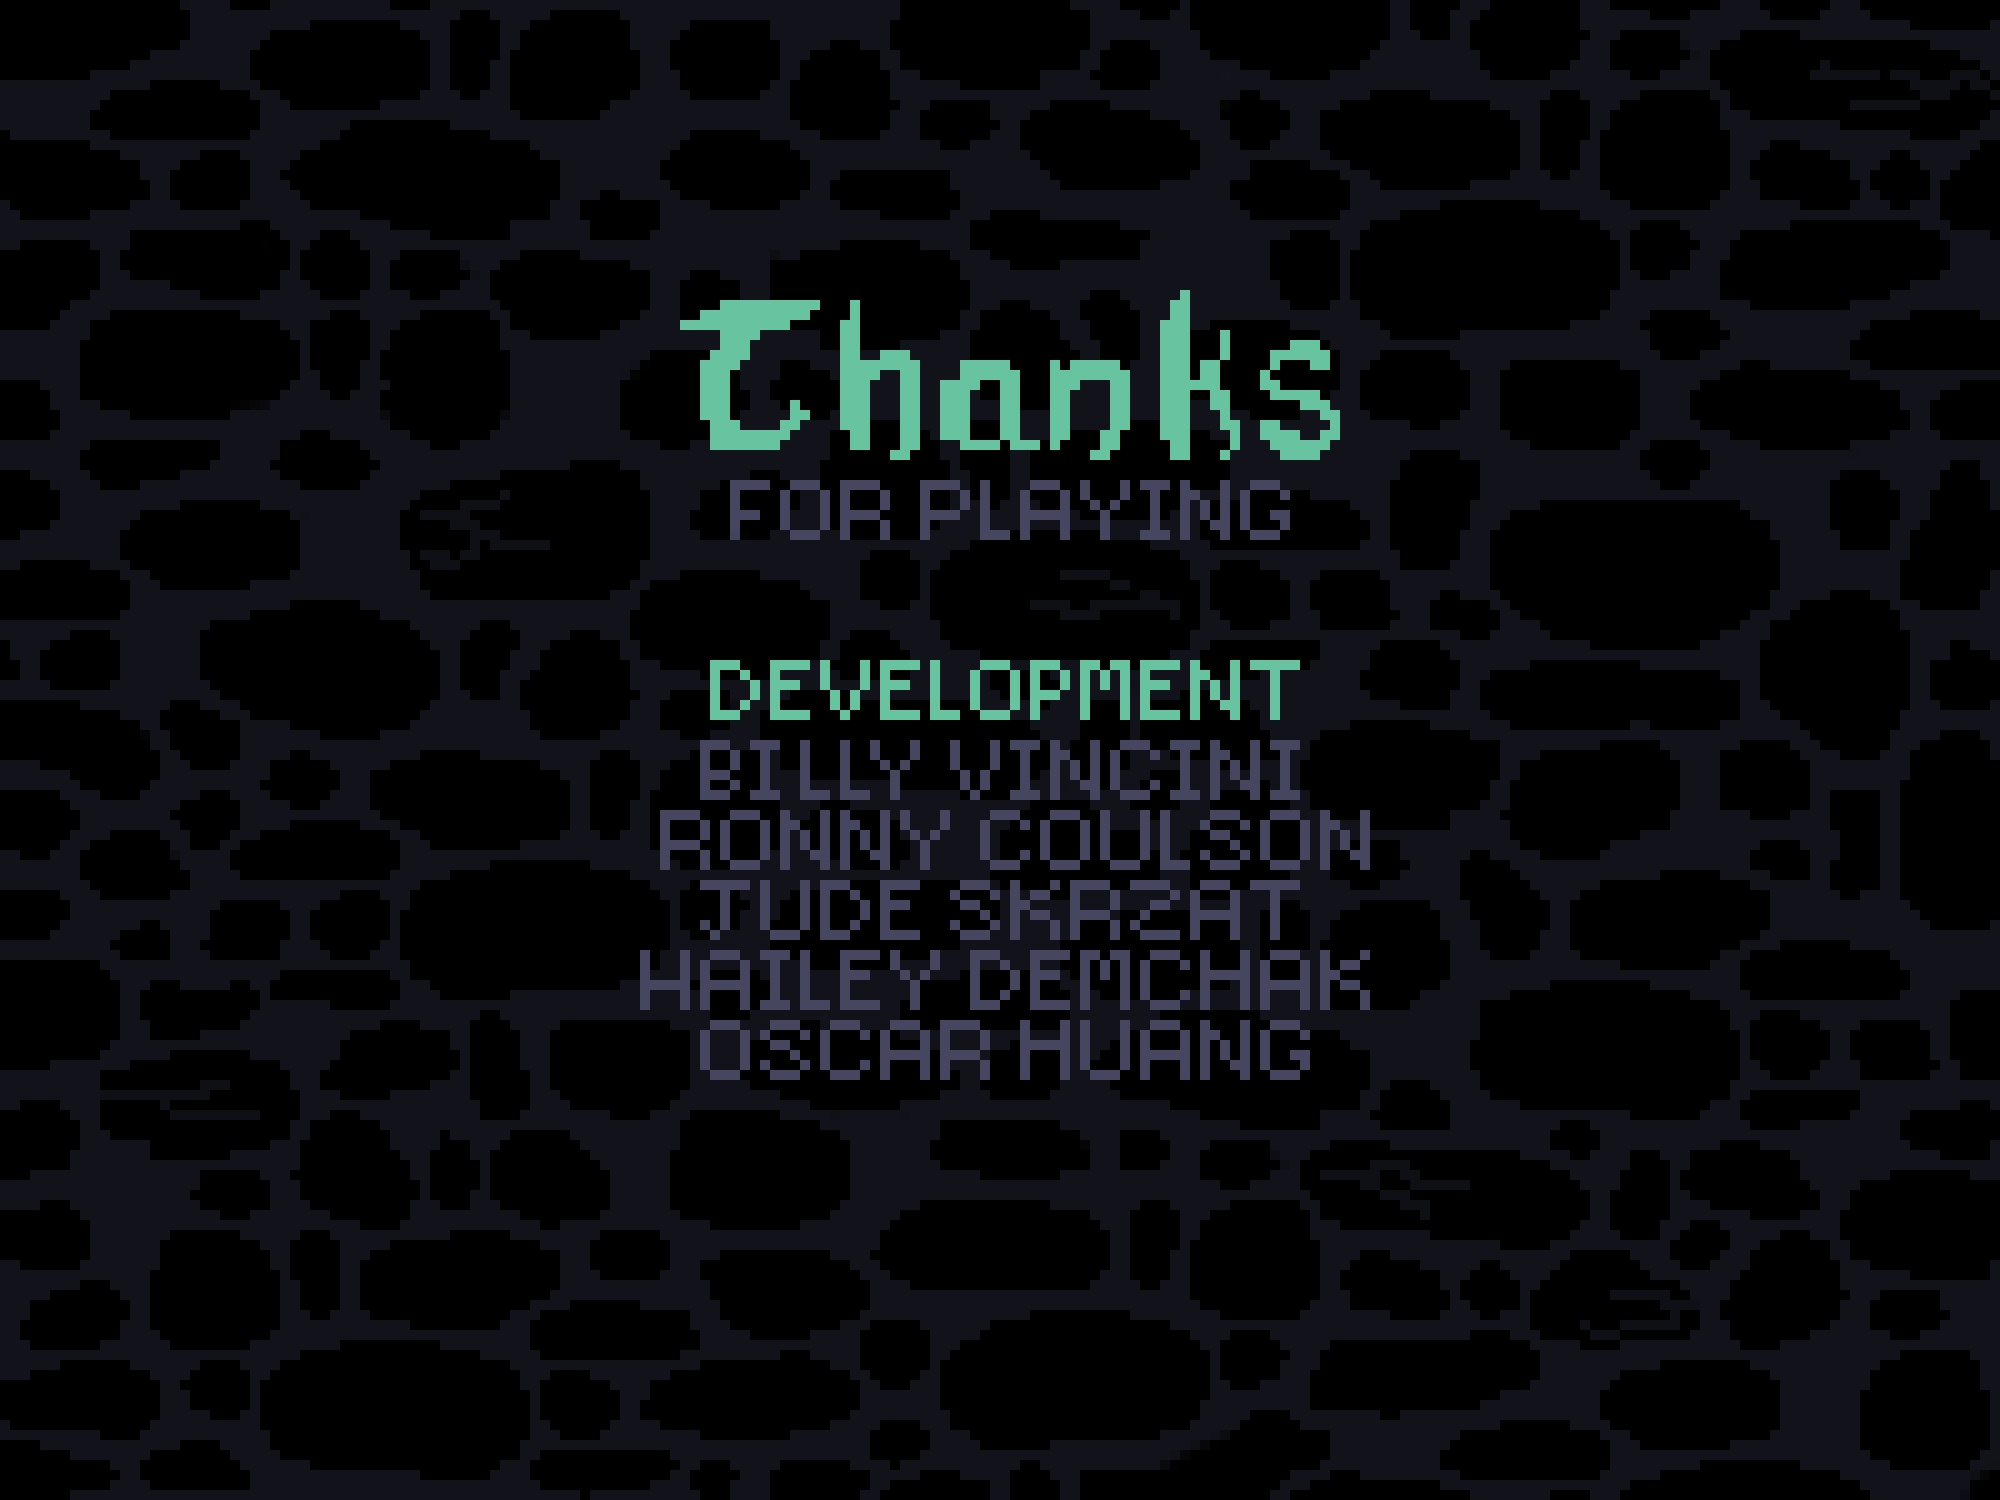 Thanks
FOR PLAYING
DEVELOPMENT
BILLY VINCINI
RONNY COULSON
JUDE SKRZAT
HAILEY DEMCHAK
OSCAR HUANG